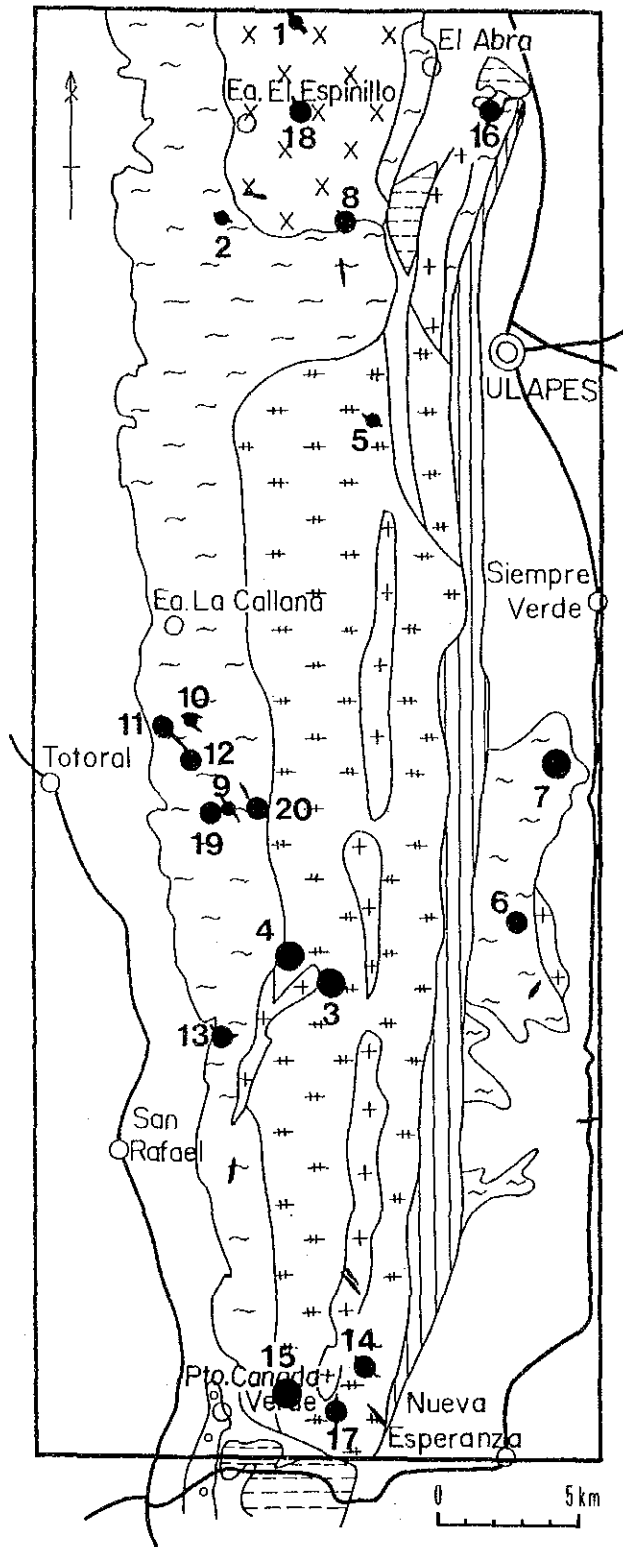 1
El Abra
Ea. El Espinillo
18
16
2
8
ULAPES
5
Siempre
Verde
Ea. La Callana
10
11
12
Totoral
7
9
19
20
6
4
3
13
San
Rafael
14
15
Pto. Canada
Verde
17
Nueva
Esperanza
0 5 km